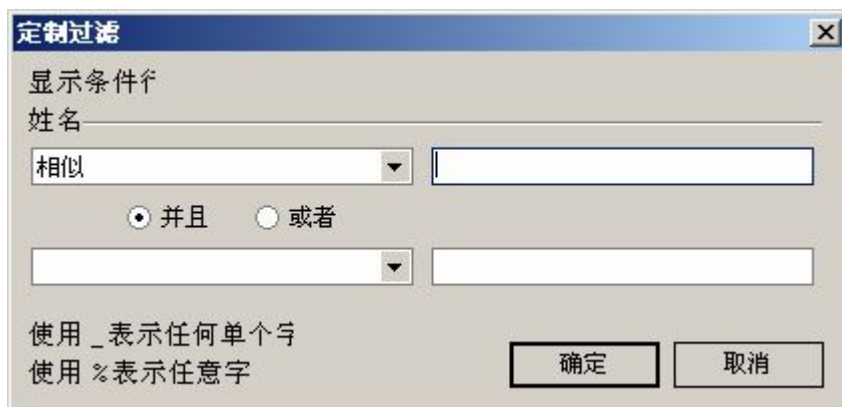 定制过滤
显示条件行
姓名
相似
并且 或者
使用 _表示任何单个字
使用 %表示任意字
确定 取消